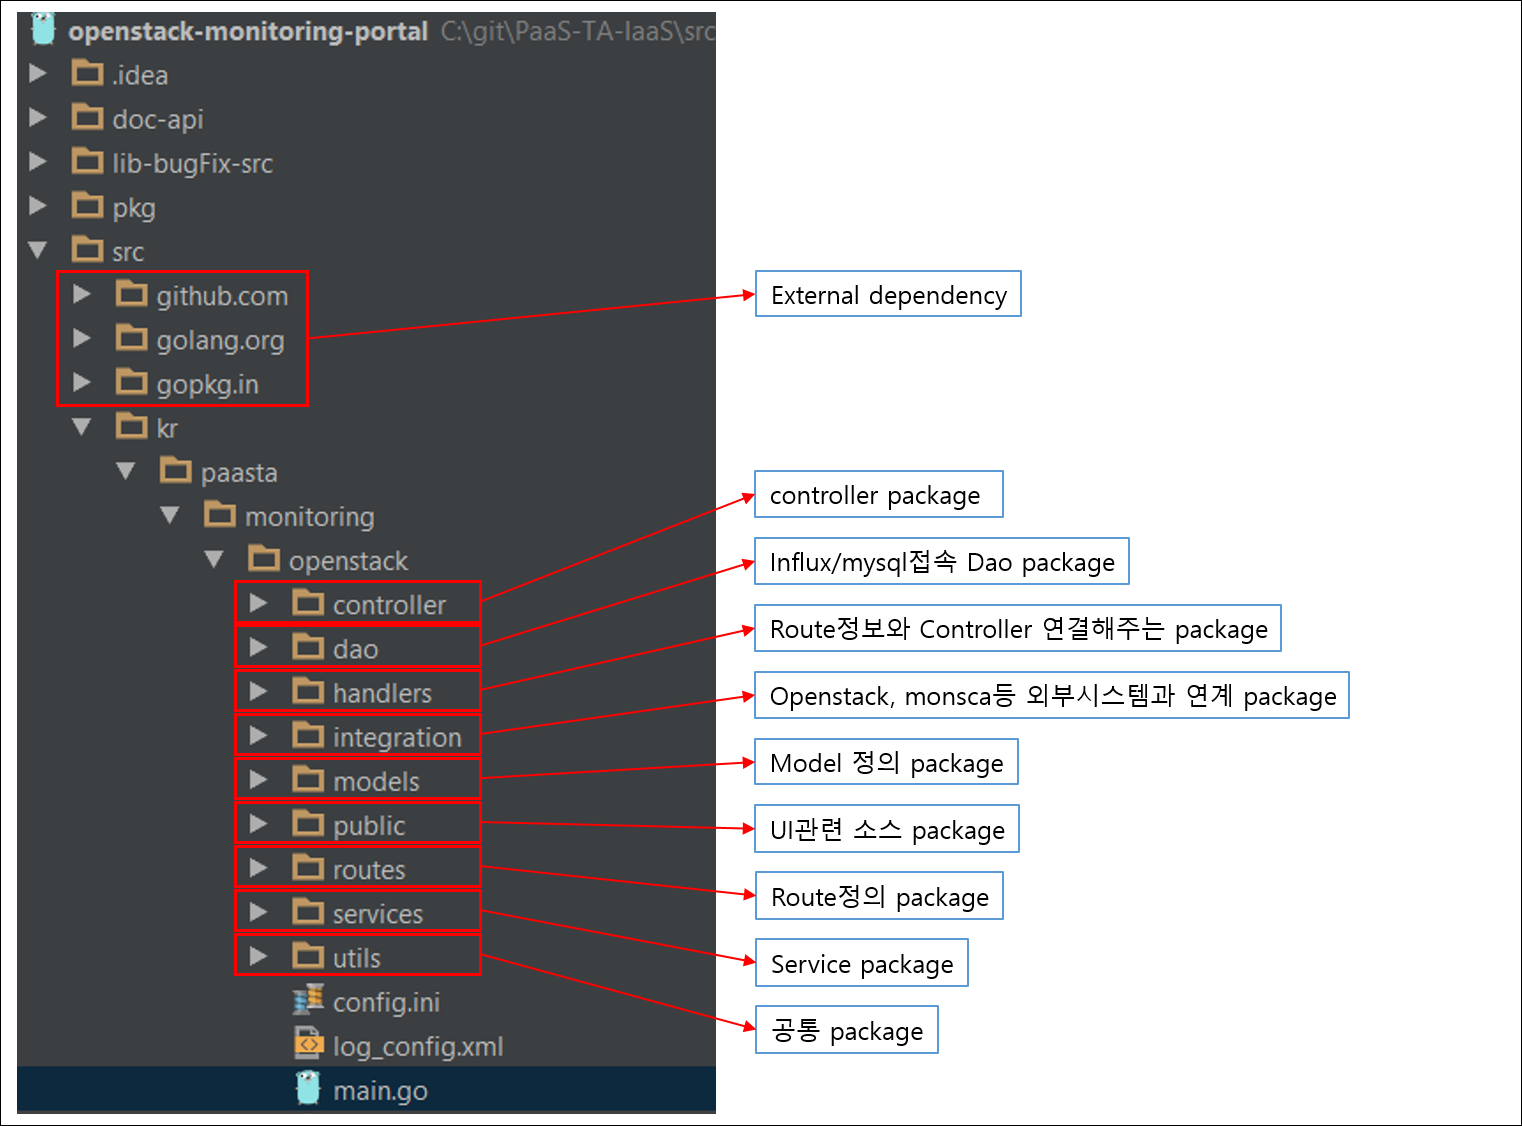 openstack-monitoring-portal C:\git\PaaS-TA-IaaS\src
.idea
doc-api
lib-bugFix-src
pkg
src
github.com
golang.org
gopkg.in
kr
paasta
monitoring
openstack
controller
dao
handlers
integration
models
public
routes
services
utils
config.ini
log_config.xml
main.go
External dependency
controller package
Influx/mysql접속 Dao package
Route정보와 Controller 연결해주는 package
Openstack, monsca등 외부시스템과 연계 package
Model 정의 package
UI관련 소스 package
Route정의 package
Service package
공통 package